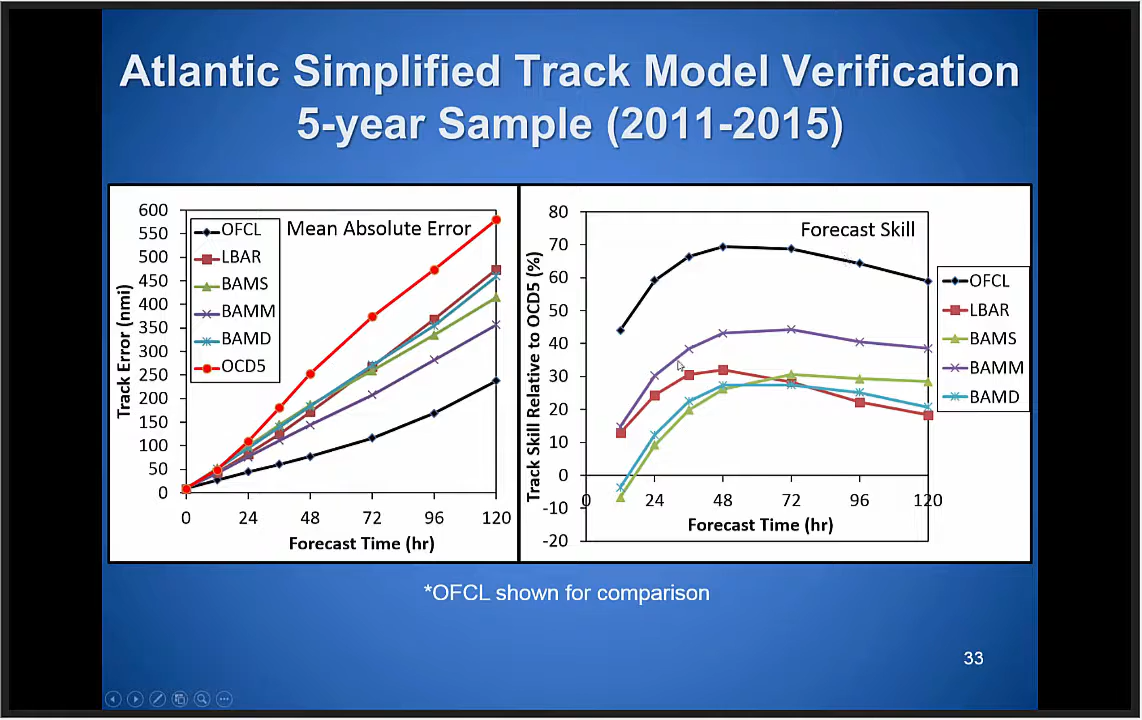 Atlantic Simplified Track Model Verification
5-year Sample (2011-2015)
Mean Absolute Error
OFCL
LBAR
BAMS
BAMM
BAMD
OCD5
Track Error (nmi)
600
550
500
450
400
350
300
250
200
150
100
50
0
0 24 48 72 96 120
Forecast Time (hr)
Forecast Skill
Track Skill Relative to OCD5 (%)
80
70
60
50
40
30
20
10
0
-10
-20
0 24 48 72 96 120
Forecast Time (hr)
OFCL
LBAR
BAMS
BAMM
BAMD
*OFCL shown for comparison
33